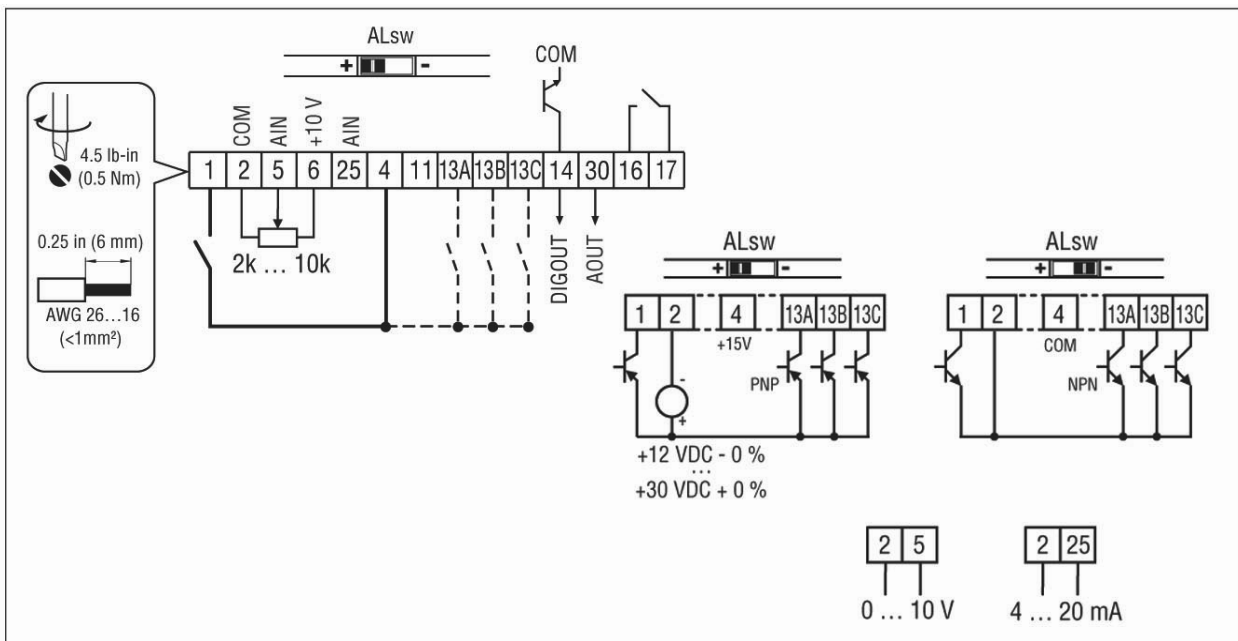 ALsw
+ -
COM
COM
AIN
+10 V
AIN
4.5 lb-in
(0.5 Nm)
1 2 5 6 25 4 11 13A 13B 13C 14 30 16 17
0.25 in (6 mm)
AWG 26...16
(<1mm²)
2k ... 10k
DIGOUT
AOUT
ALsw
+ -
1 2 4 13A 13B 13C
+15V
PNP
-
+
+12 VDC - 0 %
...
+30 VDC + 0 %
ALsw
+ -
1 2 4 13A 13B 13C
COM
NPN
2 5
0 ... 10 V
2 25
4 ... 20 mA